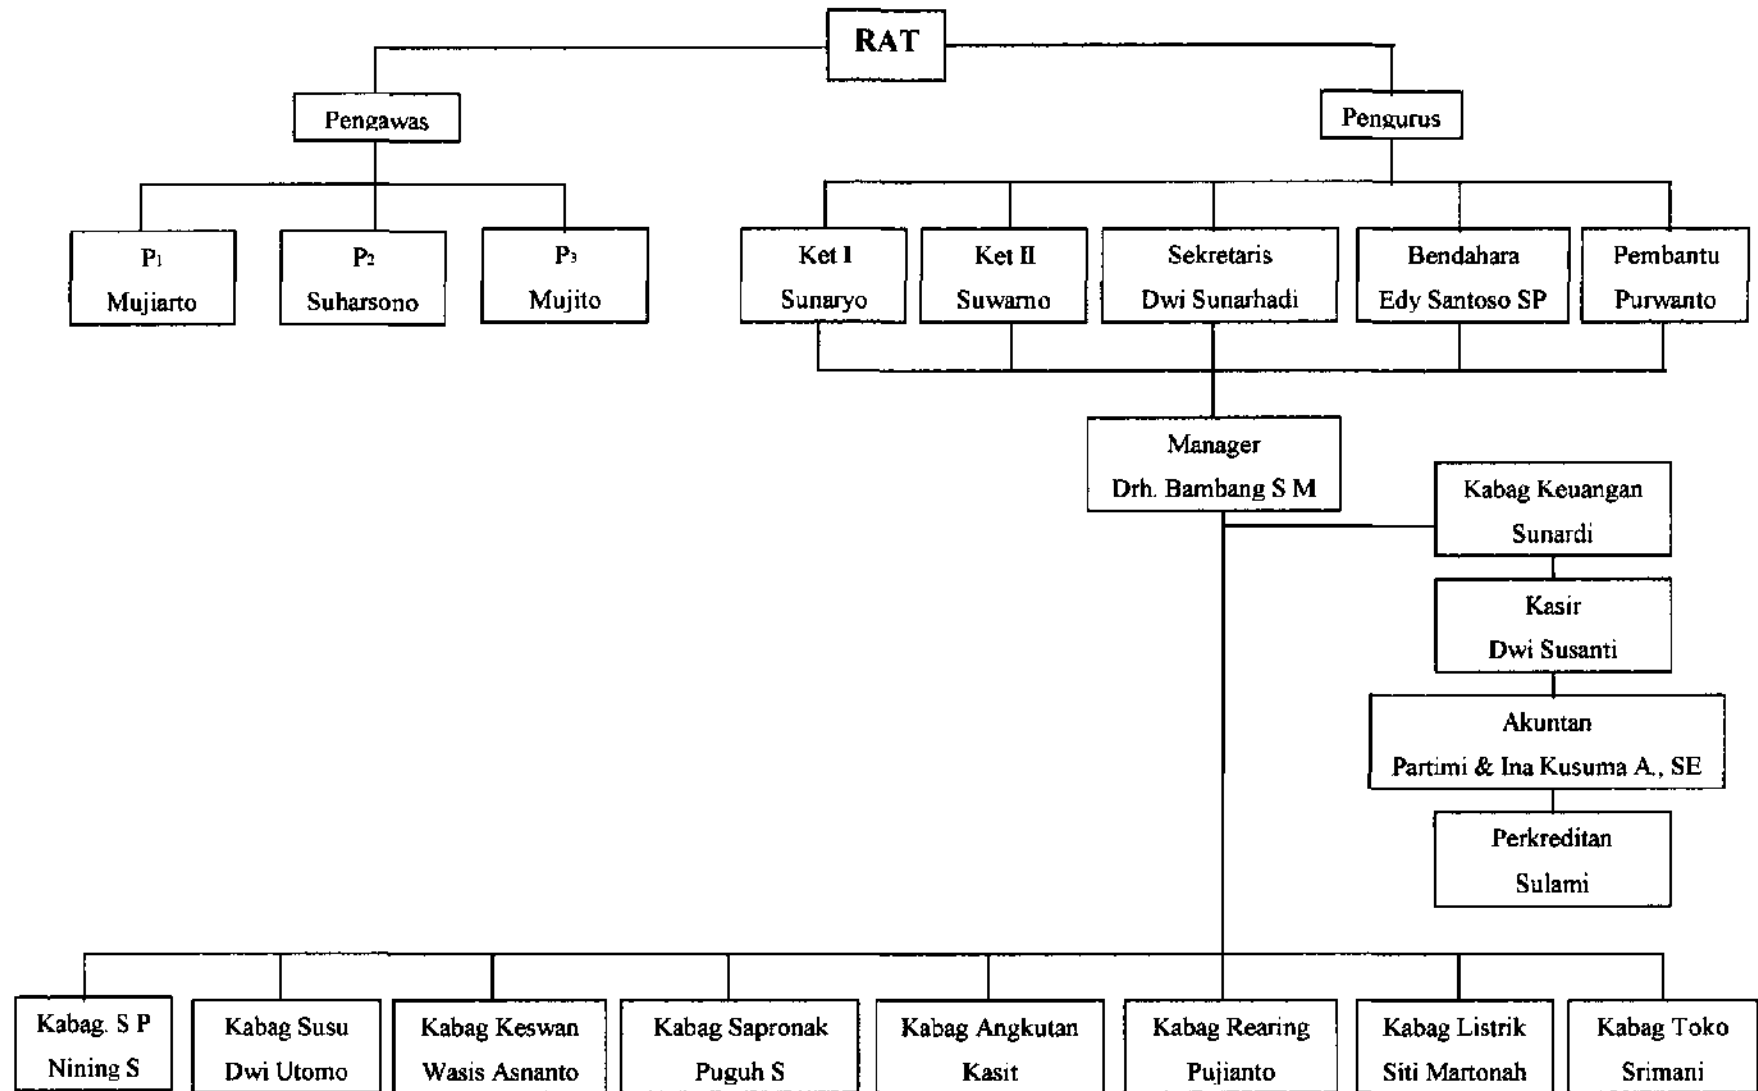 RAT
Pengawas
Pengurus
P1
Mujiarto
P2
Suharsono
P3
Mujito
Ket I
Sunaryo
Ket II
Suwarno
Sekretaris
Dwi Sunarhadi
Bendahara
Edy Santoso SP
Pembantu
Purwanto
Manager
Drh. Bambang S M
Kabag Keuangan
Sunardi
Kasir
Dwi Susanti
Akuntan
Partimi & Ina Kusuma A., SE
Perkreditan
Sulami
Kabag. S P
Nining S
Kabag Susu
Dwi Utomo
Kabag Keswan
Wasis Asnanto
Kabag Sapronak
Puguh S
Kabag Angkutan
Kasit
Kabag Rearing
Pujianto
Kabag Listrik
Siti Martonah
Kabag Toko
Srimani